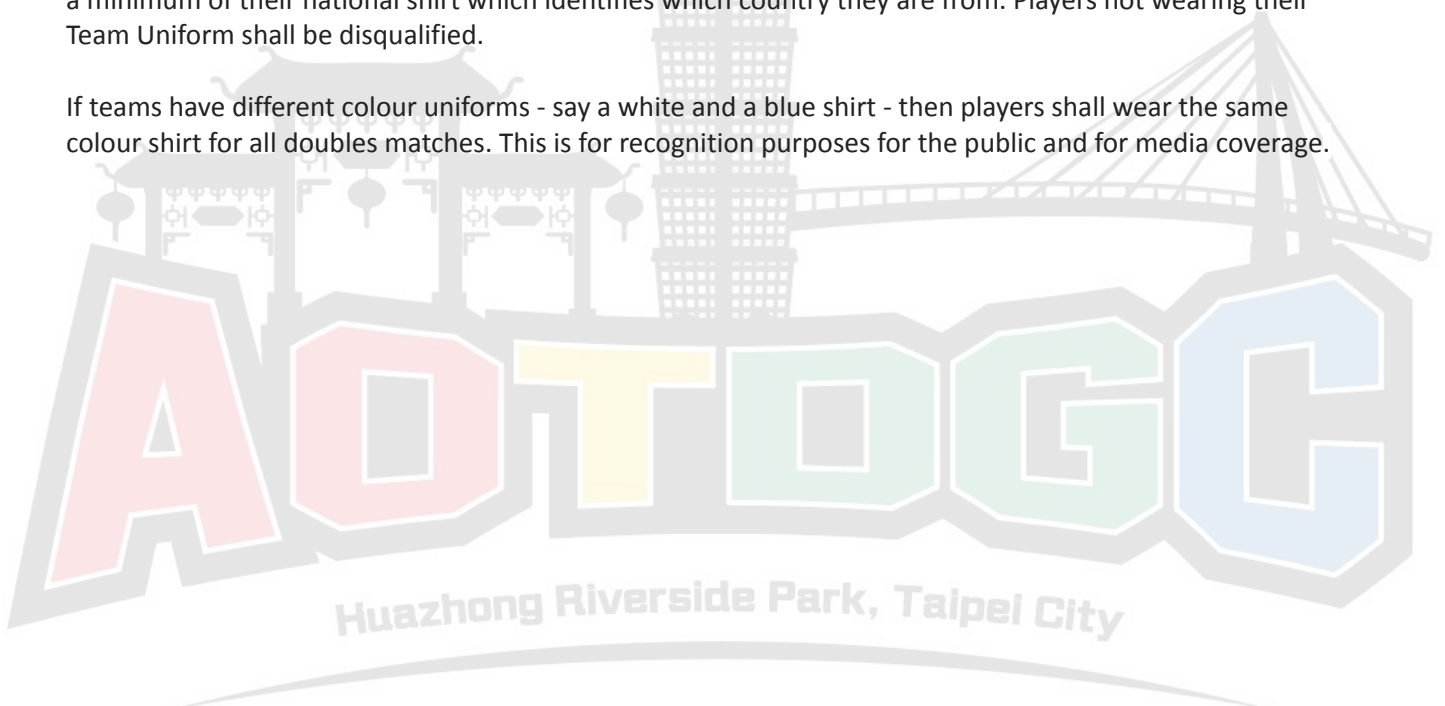 a minimum of their national shirt which identifies which country they are from. Players not wearing their
Team Uniform shall be disqualified.
If teams have different colour uniforms - say a white and a blue shirt - then players shall wear the same
colour shirt for all doubles matches. This is for recognition purposes for the public and for media coverage.
AOTDGC
Huazhong Riverside Park, Taipei City